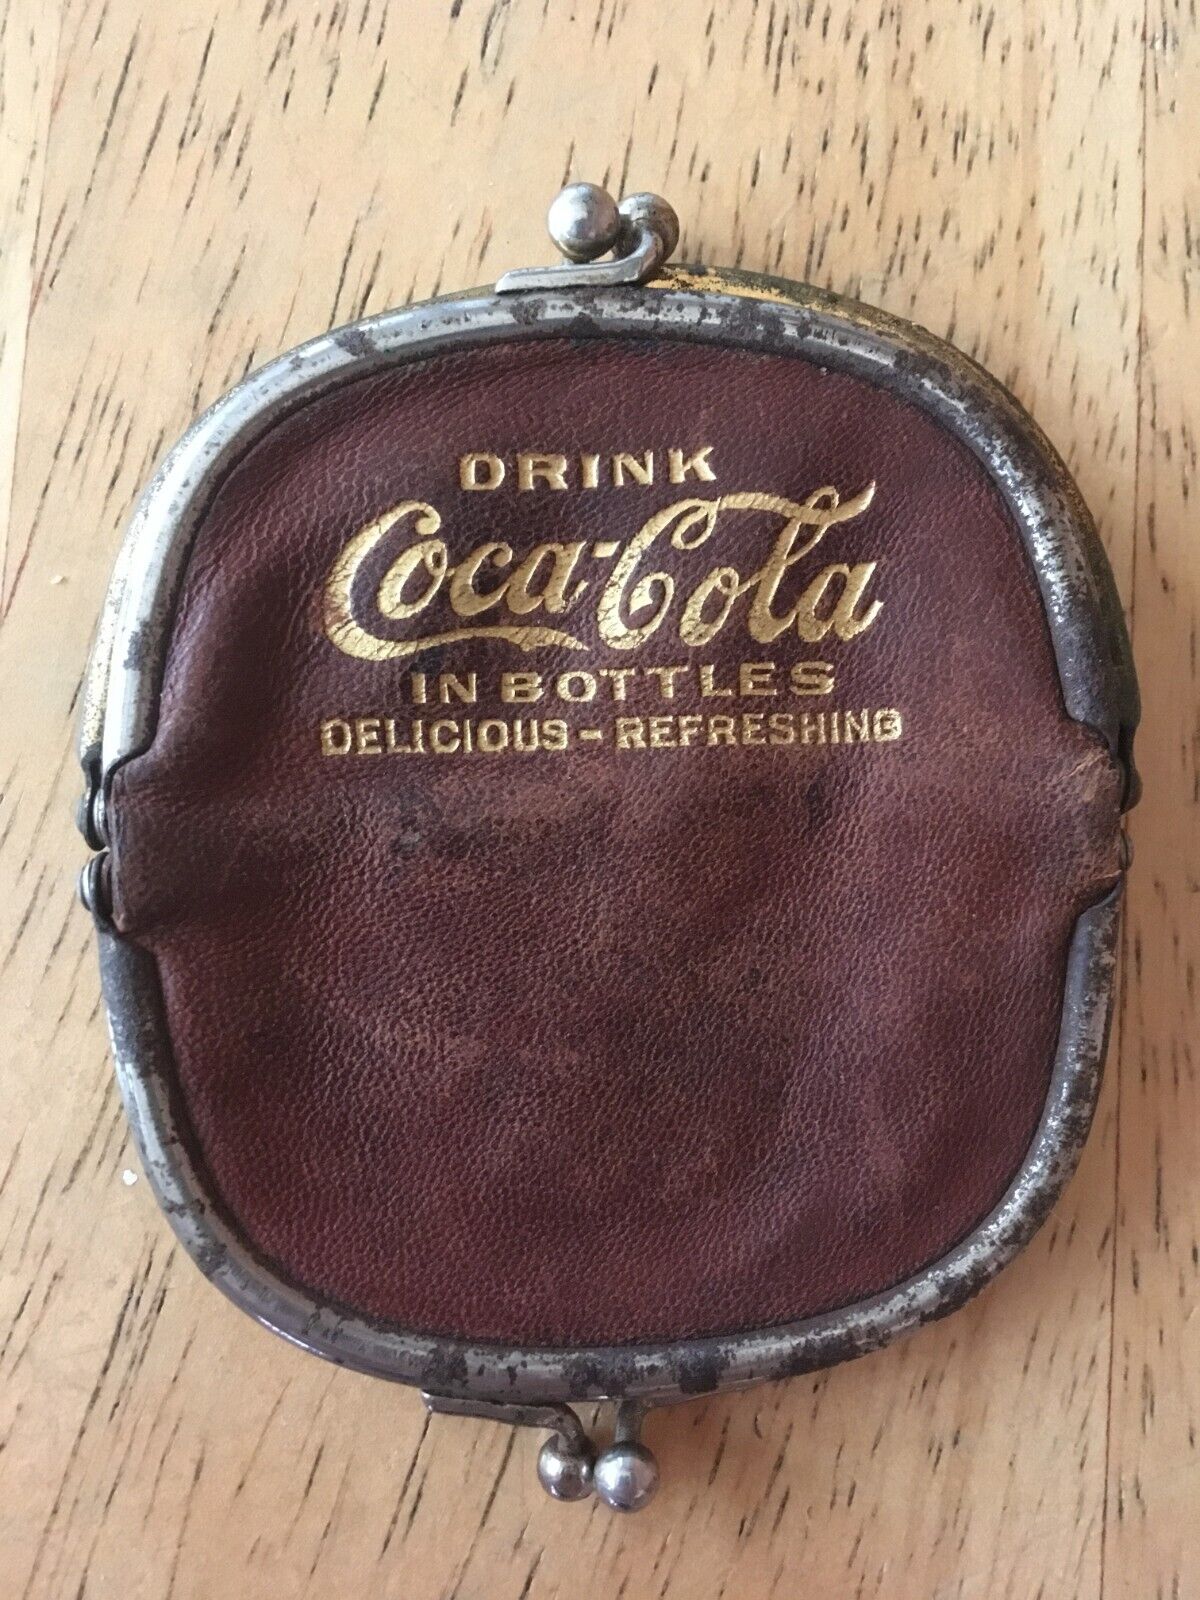 DRINK
Coca-Cola
IN BOTTLES
DELICIOUS - REFRESHING